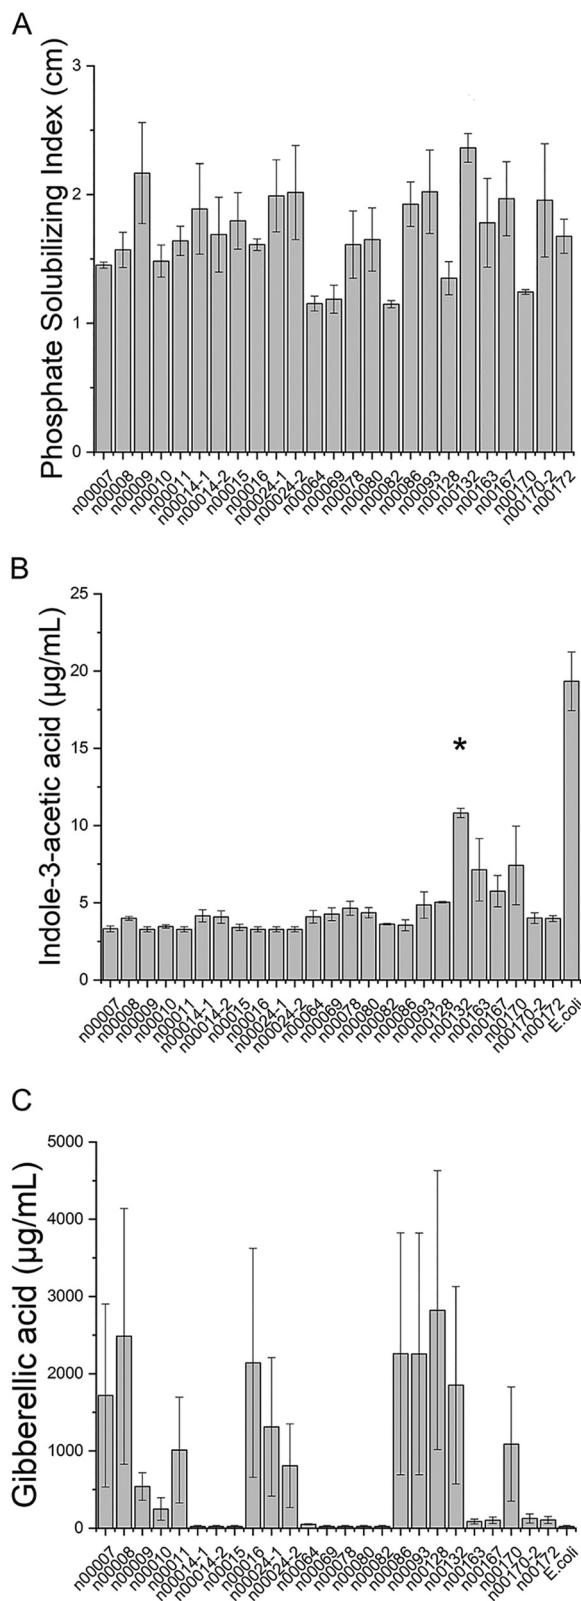 A
Phosphate Solubilizing Index (cm)
3
2
1
0
n00007
n00008
n00009
n00010
n00011
n00014-1
n00014-2
n00015
n00016
n00024-1
n00024-2
n00064
n00069
n00078
n00080
n00082
n00086
n00093
n00128
n00132
n00163
n00167
n00170
n00170-2
n00172
B
Indole-3-acetic acid (μg/mL)
25
20
15
10
5
0
*
n00007
n00008
n00009
n00010
n00011
n00014-1
n00014-2
n00015
n00016
n00024-1
n00024-2
n00064
n00069
n00078
n00080
n00082
n00086
n00093
n00128
n00132
n00163
n00167
n00170
n00170-2
n00172
E.coli
C
Gibberellic acid (μg/mL)
5000
4000
3000
2000
1000
0
n00007
n00008
n00009
n00010
n00011
n00014-1
n00014-2
n00015
n00016
n00024-1
n00024-2
n00064
n00069
n00078
n00080
n00082
n00086
n00093
n00128
n00132
n00163
n00167
n00170
n00170-2
n00172
E.coli